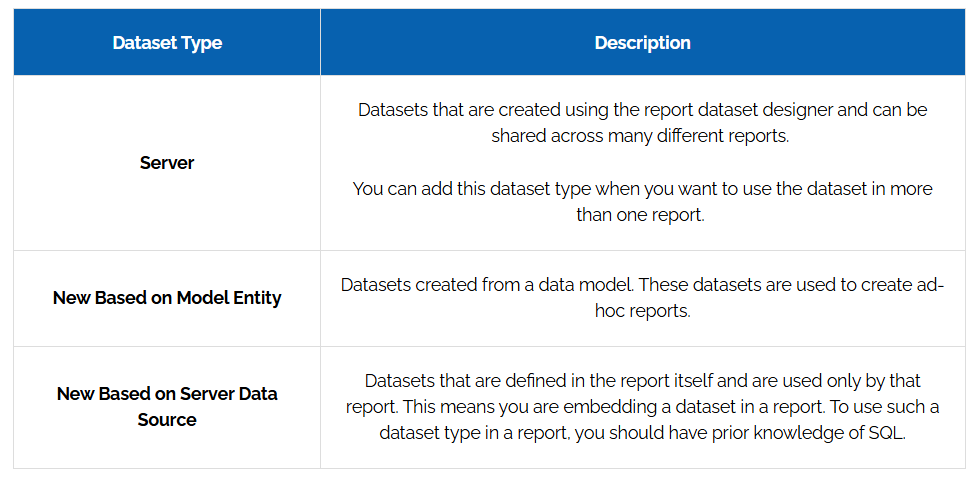 Dataset Type
Description
Server
Datasets that are created using the report dataset designer and can be
shared across many different reports.
You can add this dataset type when you want to use the dataset in more
than one report.
New Based on Model Entity
Datasets created from a data model. These datasets are used to create ad-
hoc reports.
New Based on Server Data
Source
Datasets that are defined in the report itself and are used only by that
report. This means you are embedding a dataset in a report. To use such a
dataset type in a report, you should have prior knowledge of SQL.